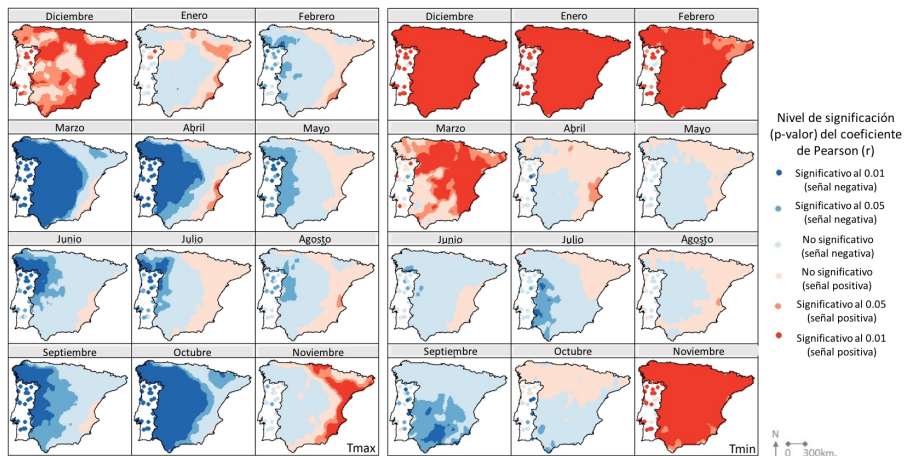 Diciembre Enero Febrero Diciembre Enero Febrero
Marzo Abril Mayo Marzo Abril Mayo
Junio Julio Agosto Junio Julio Agosto
Septiembre Octubre Noviembre Septiembre Octubre Noviembre
Tmax Tmin
Nivel de significación
(p-valor) del coeficiente
de Pearson (r)
Significativo al 0.01
(señal negativa)
Significativo al 0.05
(señal negativa)
No significativo
(señal negativa)
No significativo
(señal positiva)
Significativo al 0.05
(señal positiva)
Significativo al 0.01
(señal positiva)
N
0 300km.